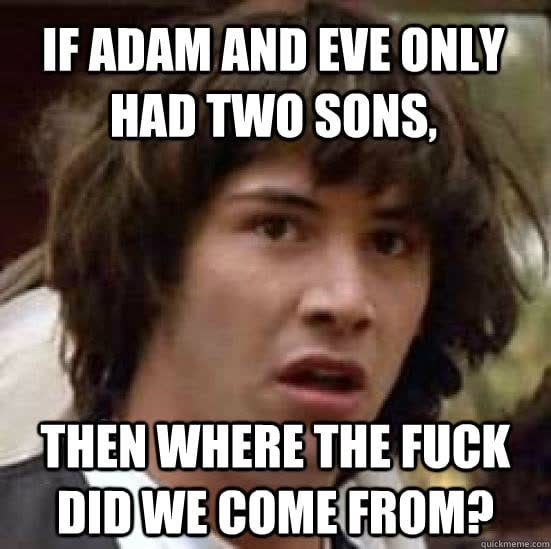 IF ADAM AND EVE ONLY
HAD TWO SONS,
THEN WHERE THE FUCK
DID WE COME FROM?
quickmeme.com